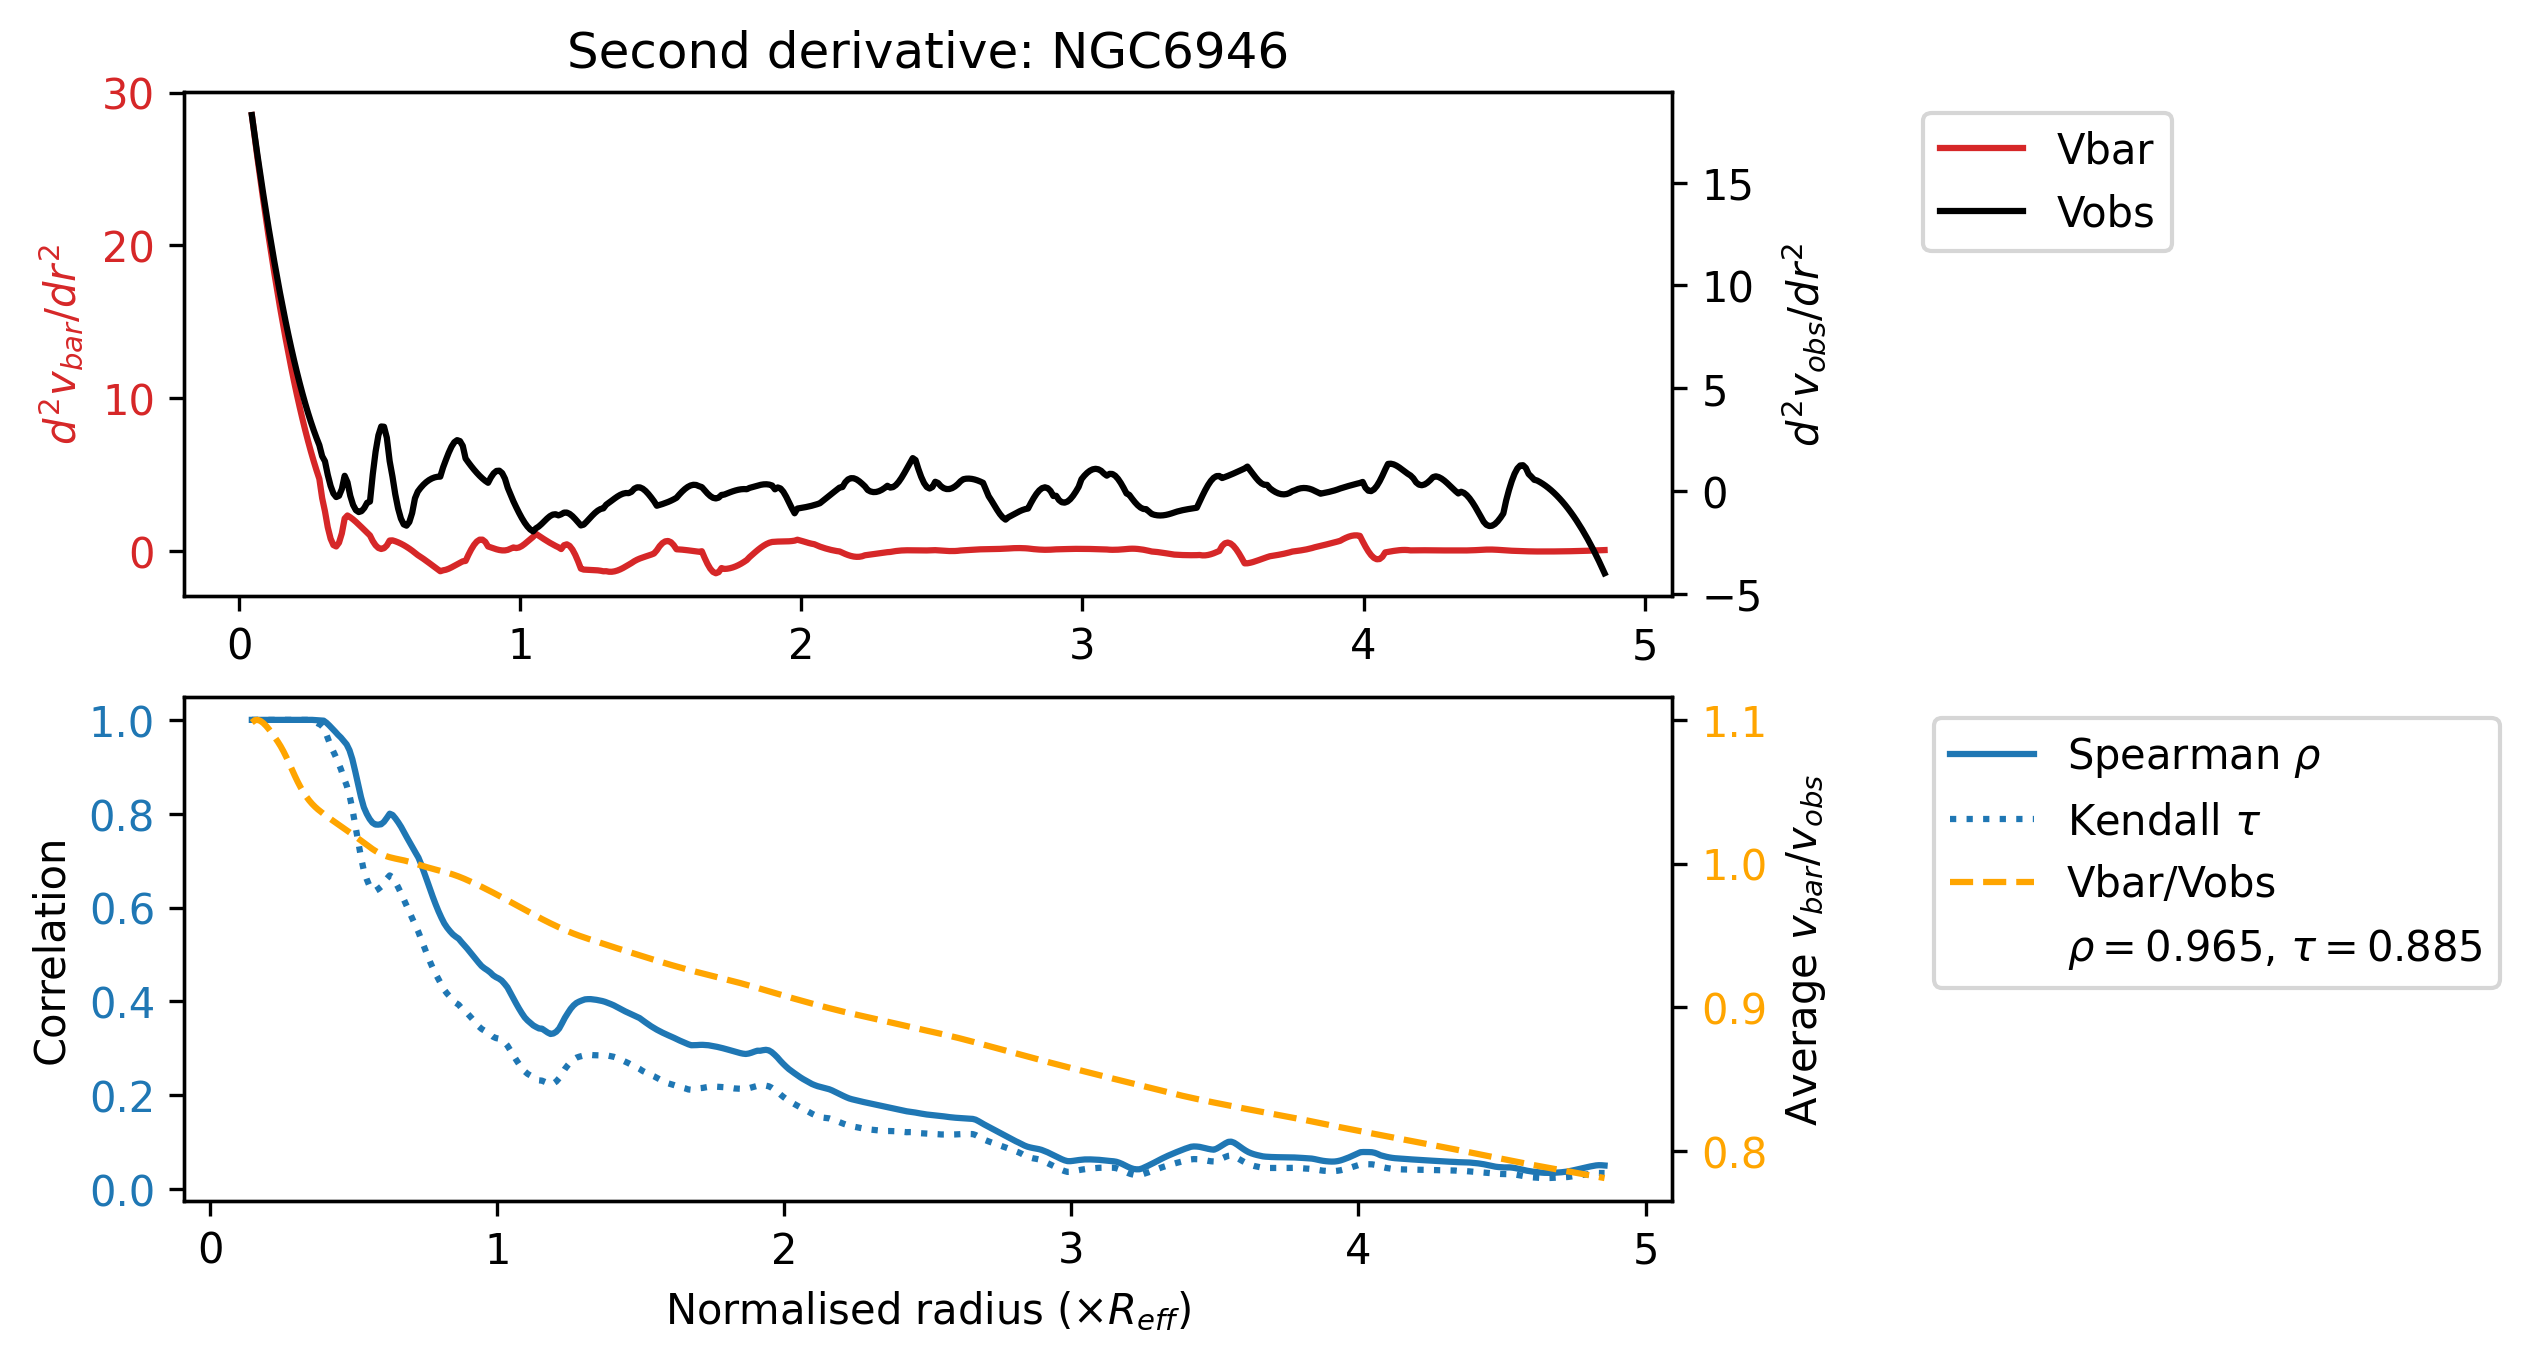 Second derivative: NGC6946
30
20
10
0
d²v_bar/dr²
15
10
5
0
−5
d²v_obs/dr²
0 1 2 3 4 5
Vbar
Vobs
1.0
0.8
0.6
0.4
0.2
0.0
Correlation
1.1
1.0
0.9
0.8
Average v_bar/v_obs
0 1 2 3 4 5
Normalised radius (×R_eff)
Spearman ρ
Kendall τ
Vbar/Vobs
ρ = 0.965, τ = 0.885